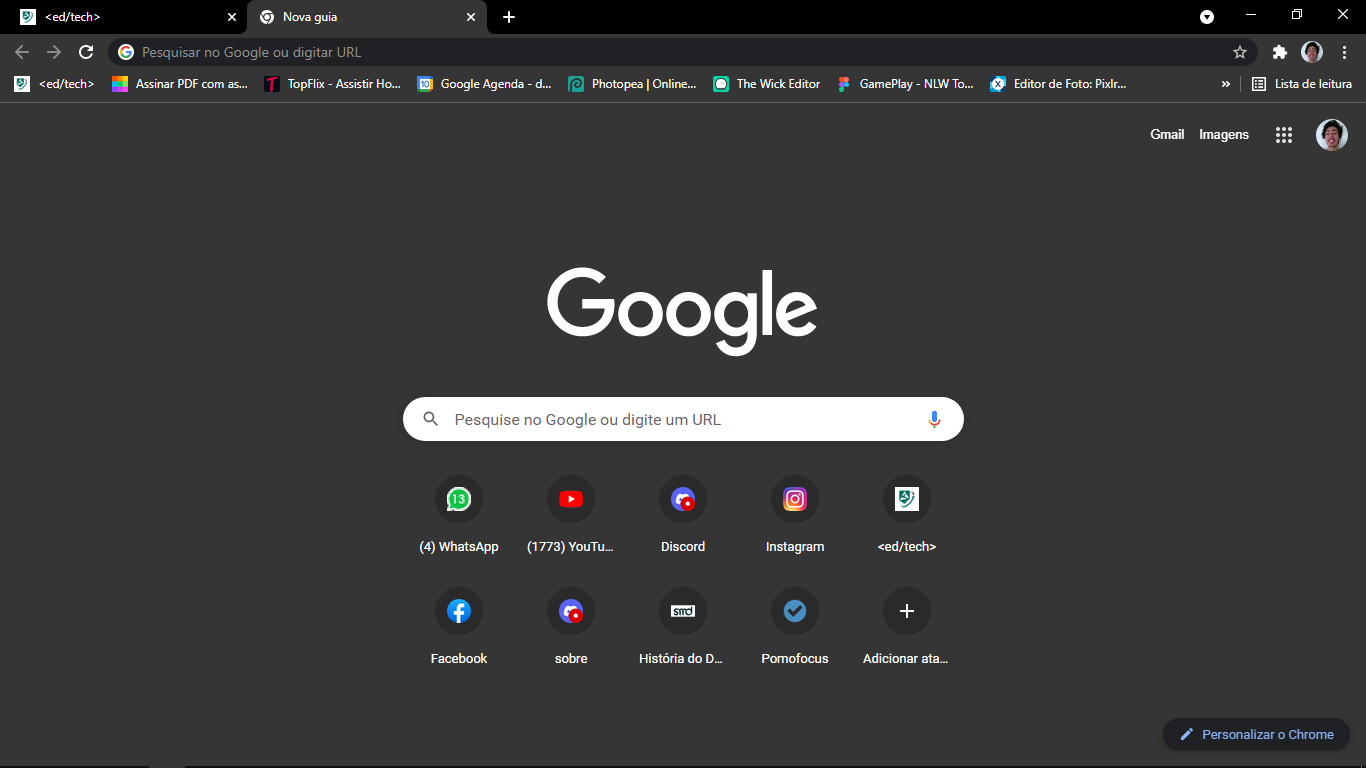 <ed/tech>
Nova guia
Pesquisar no Google ou digitar URL
<ed/tech>
Assinar PDF com as...
TopFlix - Assistir Ho...
10
Google Agenda - d...
Photopea | Online...
The Wick Editor
GamePlay - NLW To...
X
Editor de Foto: Pixlr...
»
Lista de leitura
Gmail
Imagens
Google
Pesquise no Google ou digite um URL
13
(4) WhatsApp
(1773) YouTu...
Discord
Instagram
<ed/tech>
Facebook
sobre
smd
História do D...
Pomofocus
Adicionar ata...
Personalizar o Chrome